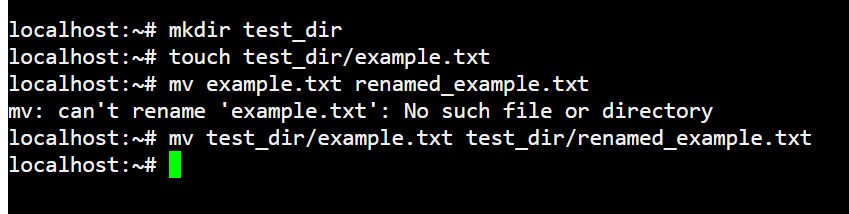 localhost:~# mkdir test_dir
localhost:~# touch test_dir/example.txt
localhost:~# mv example.txt renamed_example.txt
mv: can't rename 'example.txt': No such file or directory
localhost:~# mv test_dir/example.txt test_dir/renamed_example.txt
localhost:~#